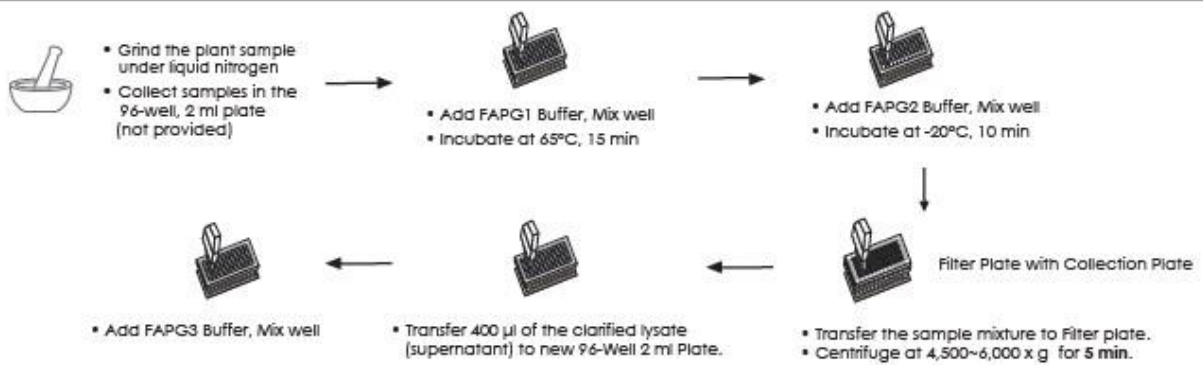 • Grind the plant sample
under liquid nitrogen
• Collect samples in the
96-well, 2 ml plate
(not provided)
• Add FAPG1 Buffer, Mix well
• Incubate at 65ºC, 15 min
• Add FAPG2 Buffer, Mix well
• Incubate at -20ºC, 10 min
Filter Plate with Collection Plate
• Transfer the sample mixture to Filter plate.
• Centrifuge at 4,500~6,000 x g for 5 min.
• Transfer 400 µl of the clarified lysate
(supernatant) to new 96-Well 2 ml Plate.
• Add FAPG3 Buffer, Mix well